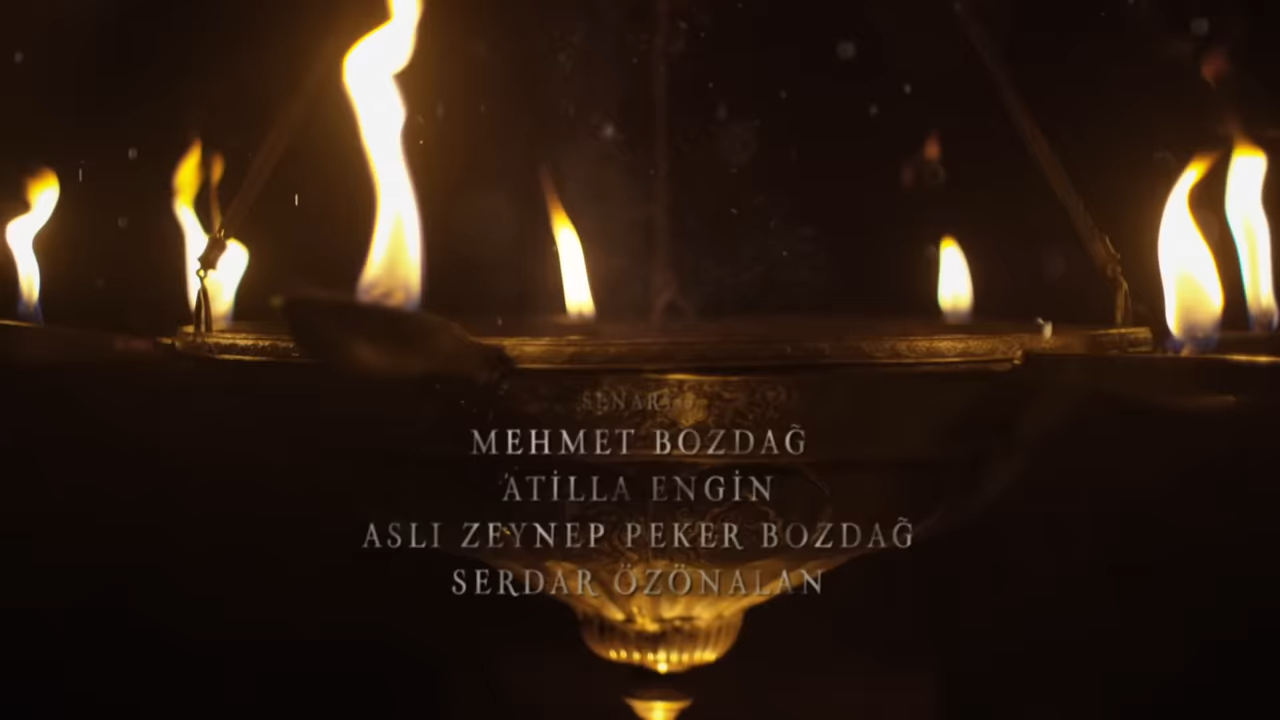 MEHMET BOZDAĞ
ATİLLA ENGİN
ASLI ZEYNEP PEKER BOZDAĞ
SERDAR ÖZÖNALAN